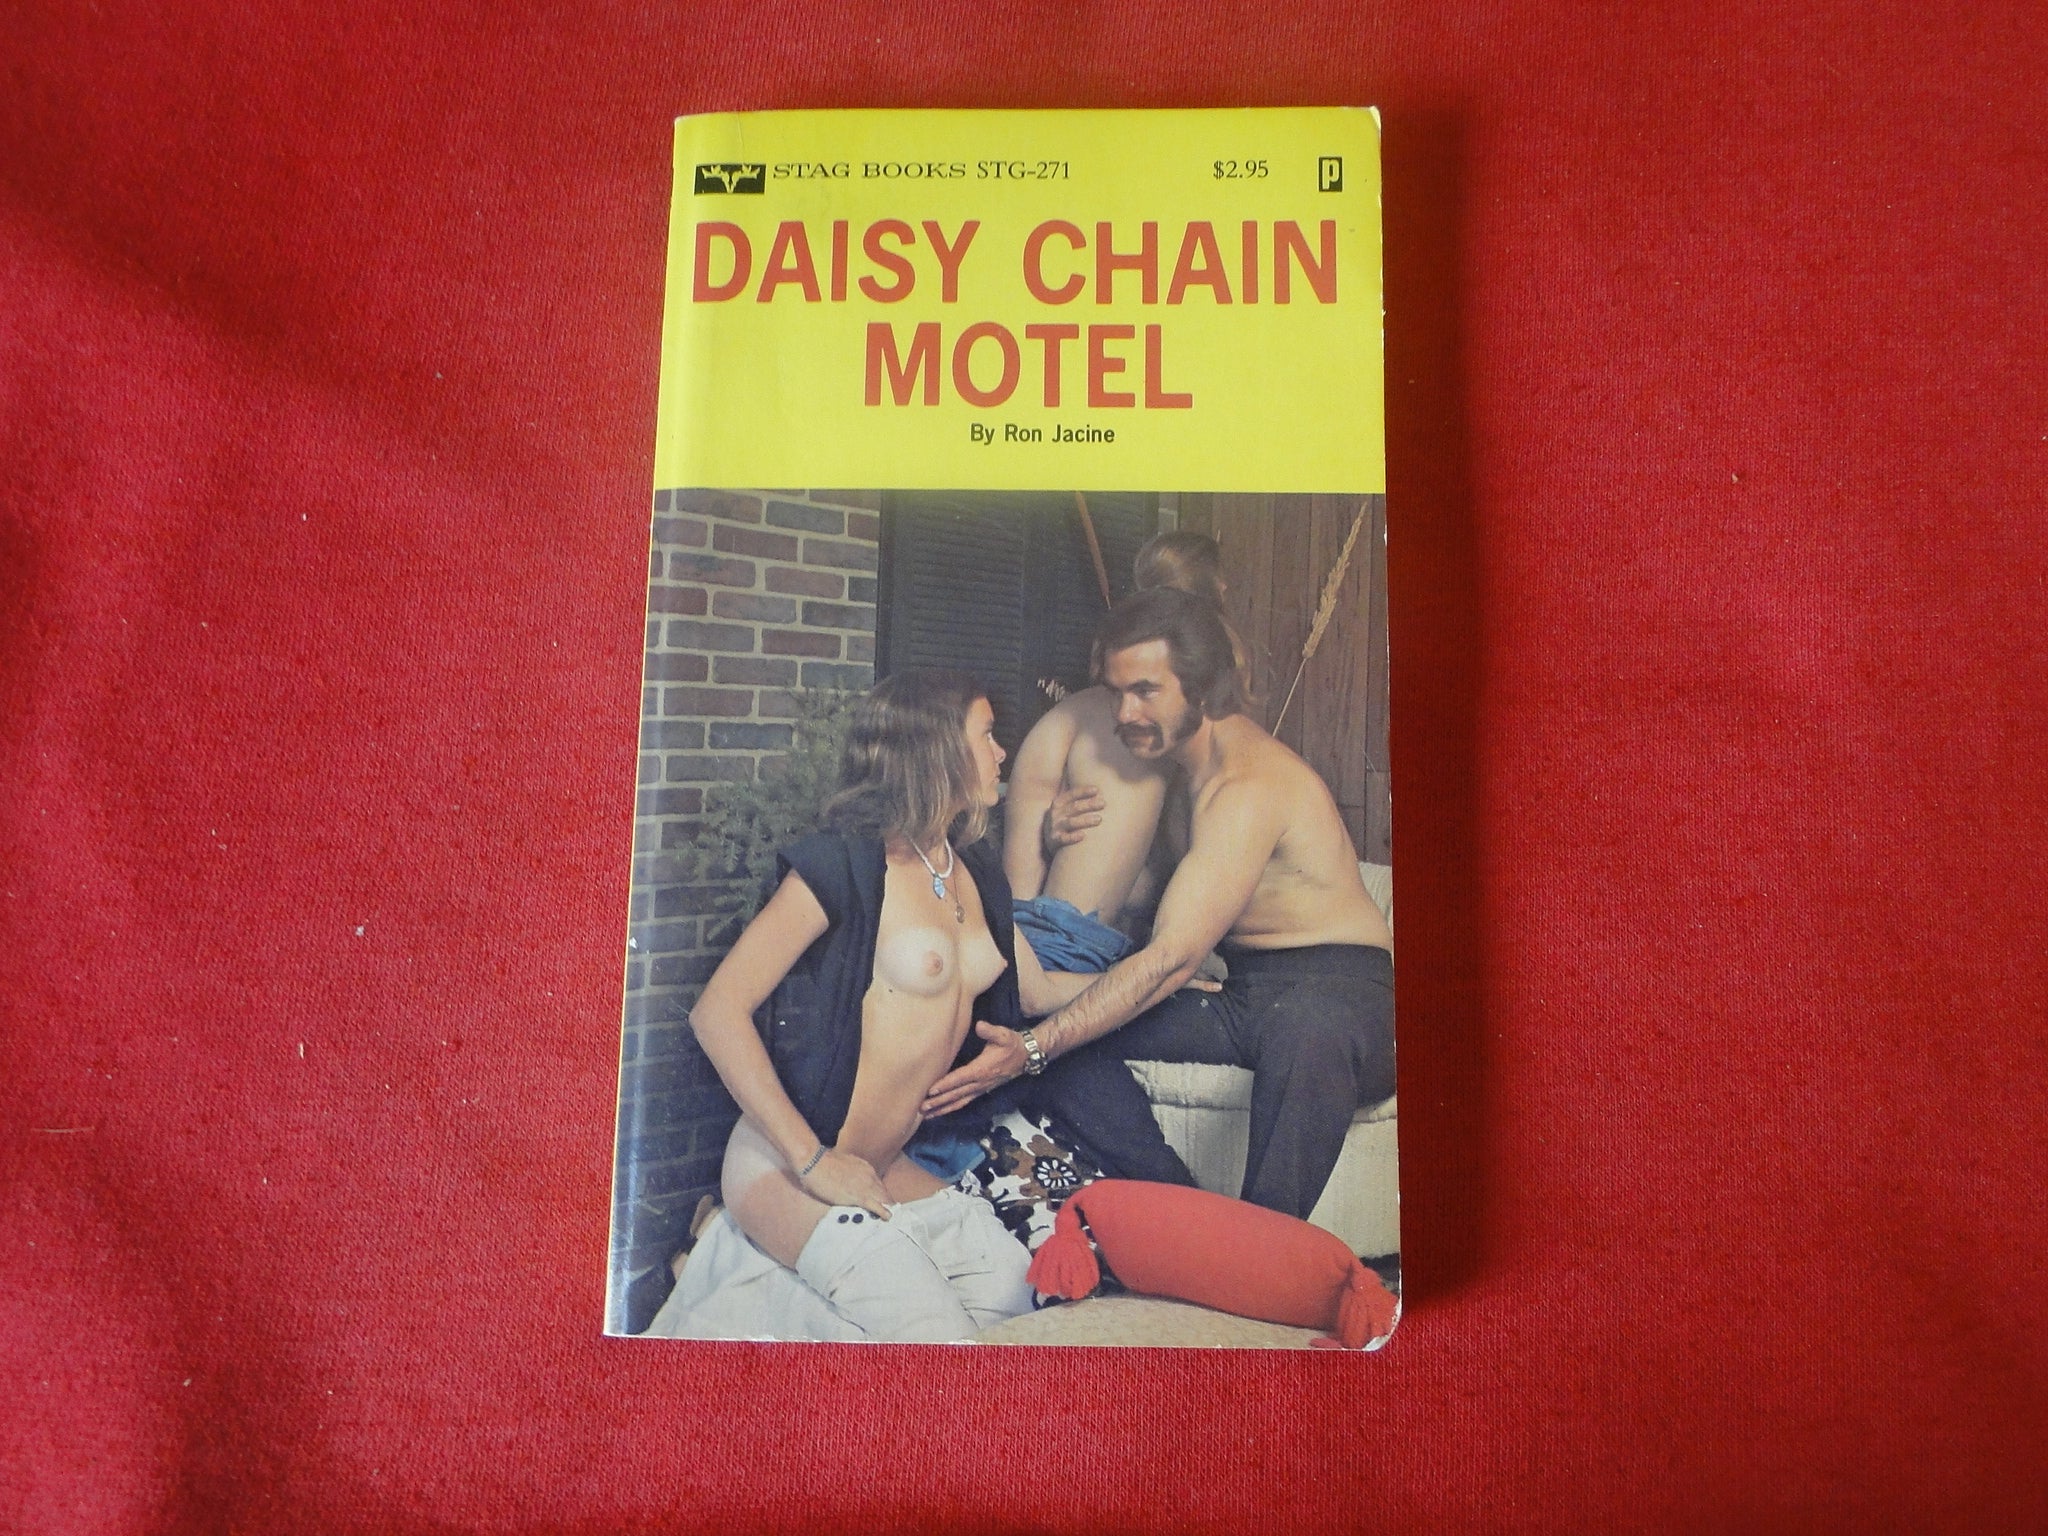 STAG BOOKS STG-271 $2.95 p
DAISY CHAIN
MOTEL
By Ron Jacine